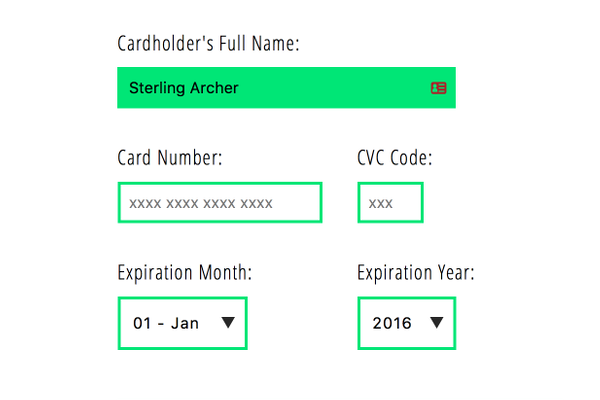 Cardholder's Full Name:
Sterling Archer
Card Number: CVC Code:
xxxx xxxx xxxx xxxx xxx
Expiration Month: Expiration Year:
01 - Jan 2016